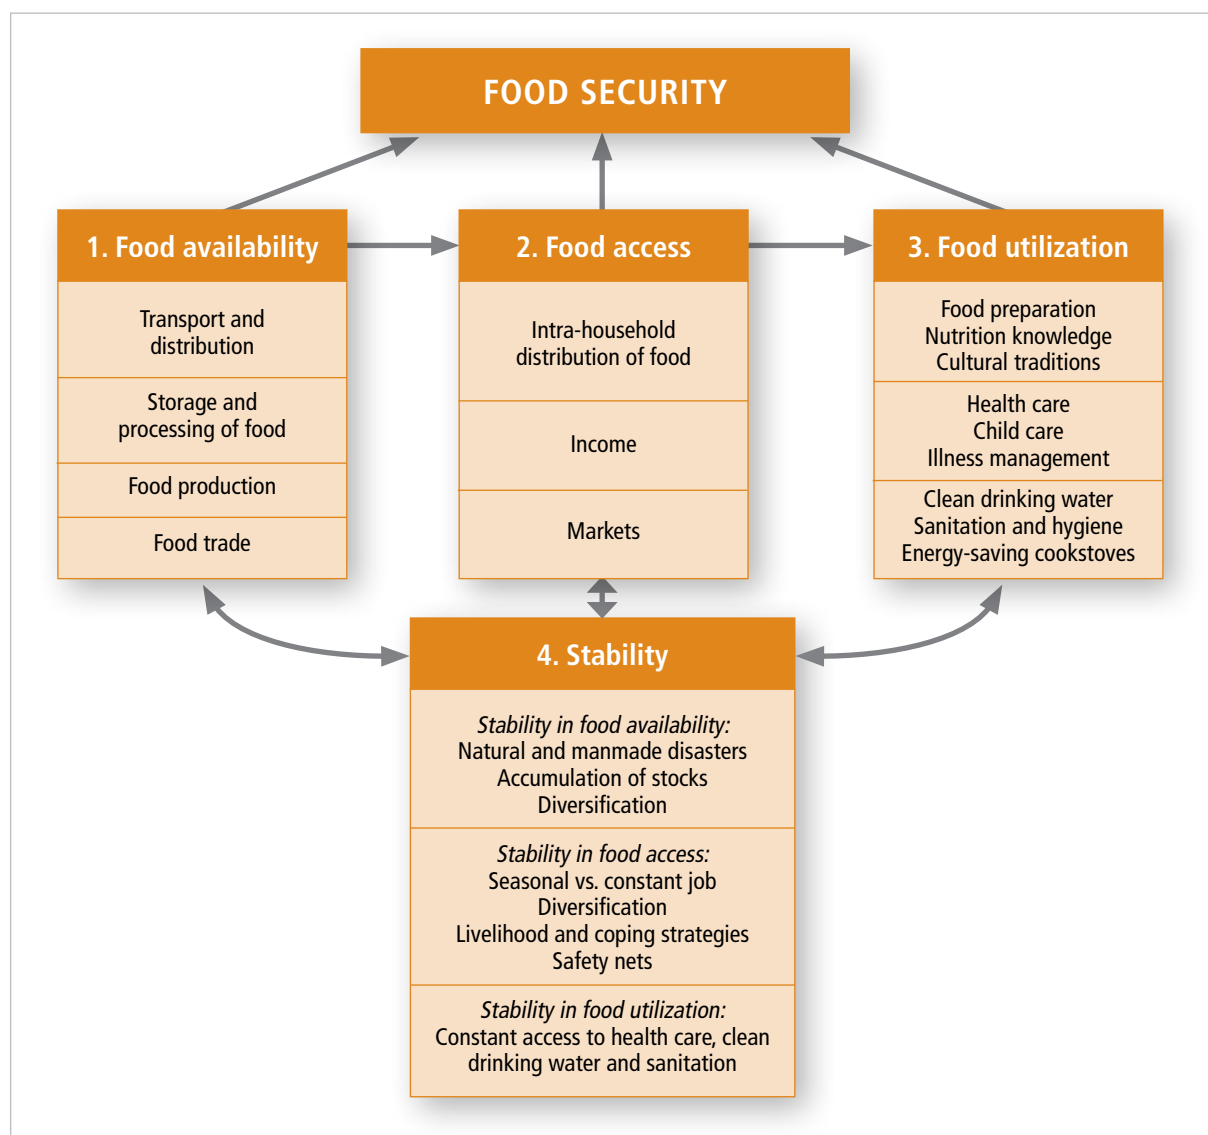 FOOD SECURITY
1. Food availability
Transport and
distribution
Storage and
processing of food
Food production
Food trade
2. Food access
Intra-household
distribution of food
Income
Markets
3. Food utilization
Food preparation
Nutrition knowledge
Cultural traditions
Health care
Child care
Illness management
Clean drinking water
Sanitation and hygiene
Energy-saving cookstoves
4. Stability
Stability in food availability:
Natural and manmade disasters
Accumulation of stocks
Diversification
Stability in food access:
Seasonal vs. constant job
Diversification
Livelihood and coping strategies
Safety nets
Stability in food utilization:
Constant access to health care, clean
drinking water and sanitation